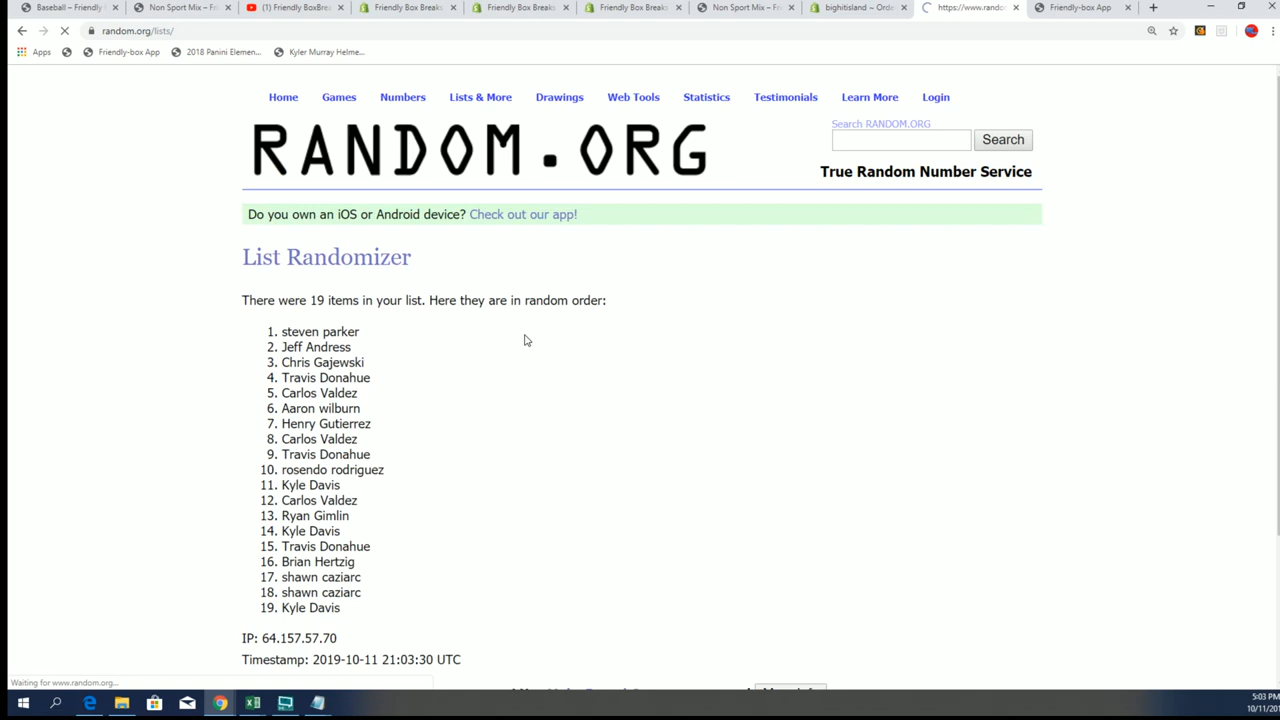 Baseball – Friendly
Non Sport Mix – Fri
(1) Friendly BoxBre
Friendly Box Breaks
Friendly Box Breaks
Friendly Box Breaks
Non Sport Mix – Fri
bighitisland ~ Orde
https://www.rando
Friendly-box App
random.org/lists/
Apps
Friendly-box App
2018 Panini Elemen...
Kyler Murray Helme...
Home Games Numbers Lists & More Drawings Web Tools Statistics Testimonials Learn More Login
RANDOM.ORG
Search RANDOM.ORG
Search
True Random Number Service
Do you own an iOS or Android device? Check out our app!
List Randomizer
There were 19 items in your list. Here they are in random order:
1. steven parker
2. Jeff Andress
3. Chris Gajewski
4. Travis Donahue
5. Carlos Valdez
6. Aaron wilburn
7. Henry Gutierrez
8. Carlos Valdez
9. Travis Donahue
10. rosendo rodriguez
11. Kyle Davis
12. Carlos Valdez
13. Ryan Gimlin
14. Kyle Davis
15. Travis Donahue
16. Brian Hertzig
17. shawn caziarc
18. shawn caziarc
19. Kyle Davis
IP: 64.157.57.70
Timestamp: 2019-10-11 21:03:30 UTC
Waiting for www.random.org...
5:03 PM
10/11/201